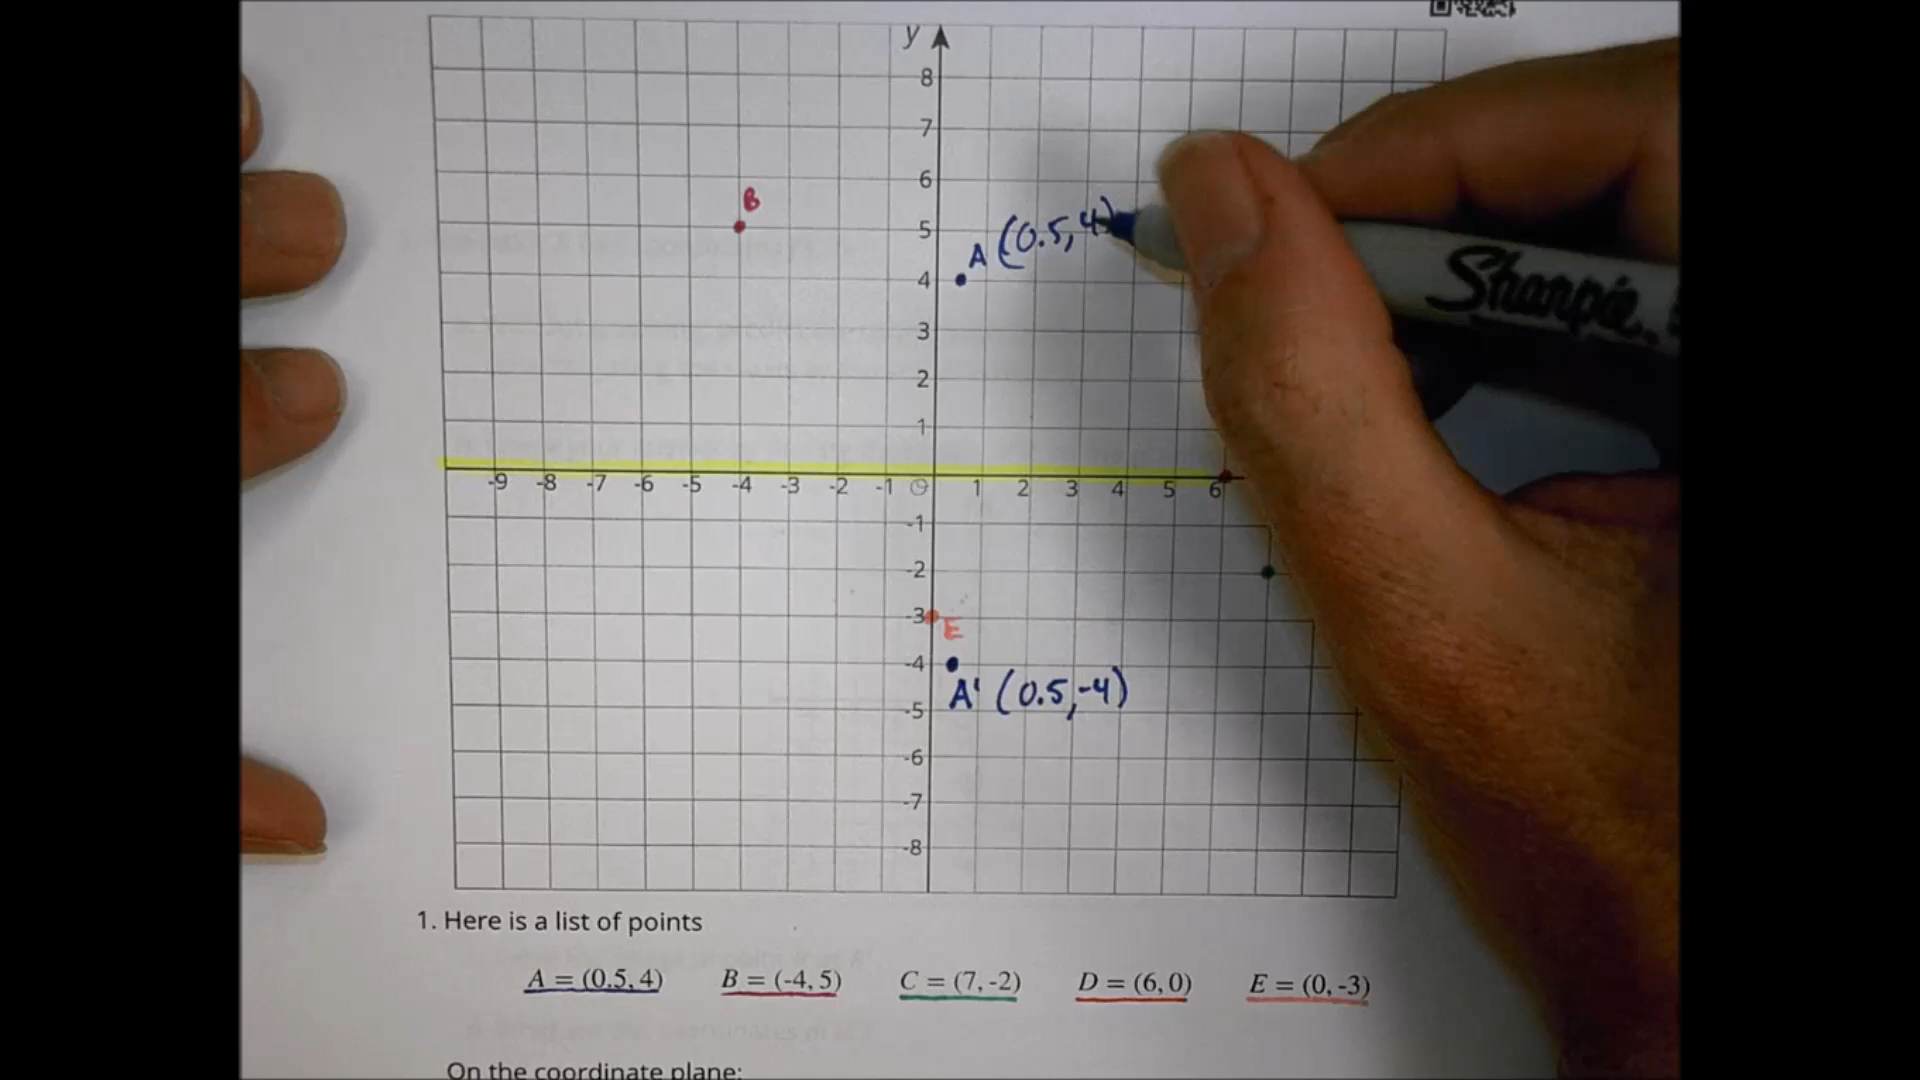 y
8
7
6
B
5
A (0.5, 4)
4
3
2
1
-9 -8 -7 -6 -5 -4 -3 -2 -1 O 1 2 3 4 5 6
-1
-2
-3
E
-4
A' (0.5, -4)
-5
-6
-7
-8
Sharpie.
1. Here is a list of points
A = (0.5, 4) B = (-4, 5) C = (7, -2) D = (6, 0) E = (0, -3)
On the coordinate plane: